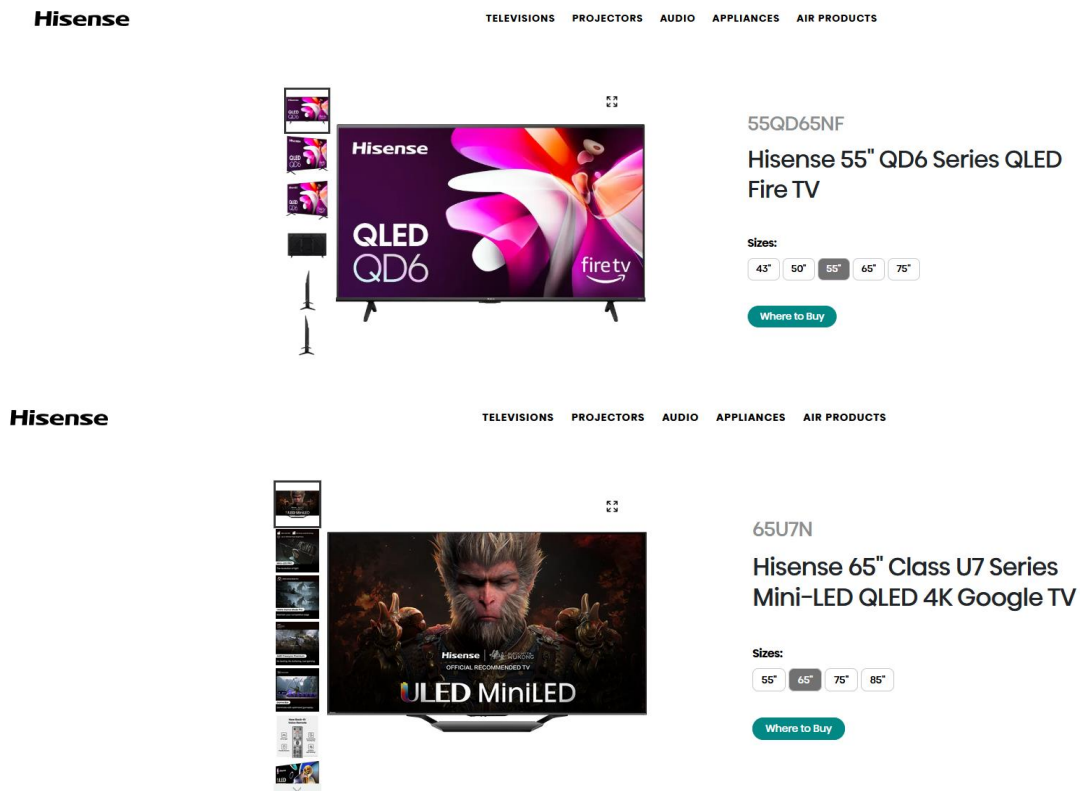 Hisense
TELEVISIONS PROJECTORS AUDIO APPLIANCES AIR PRODUCTS
Hisense
QLED
QD6
fire tv
55QD65NF
Hisense 55" QD6 Series QLED
Fire TV
Sizes:
43" 50" 55" 65" 75"
Where to Buy
Hisense
TELEVISIONS PROJECTORS AUDIO APPLIANCES AIR PRODUCTS
Hisense
OFFICIAL RECOMMENDED TV
ULED MiniLED
65U7N
Hisense 65" Class U7 Series
Mini-LED QLED 4K Google TV
Sizes:
55" 65" 75" 85"
Where to Buy